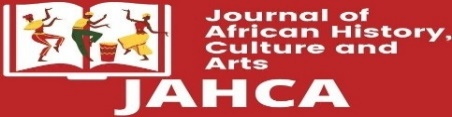 Journal of
African History,
Culture and
Arts
JAHCA